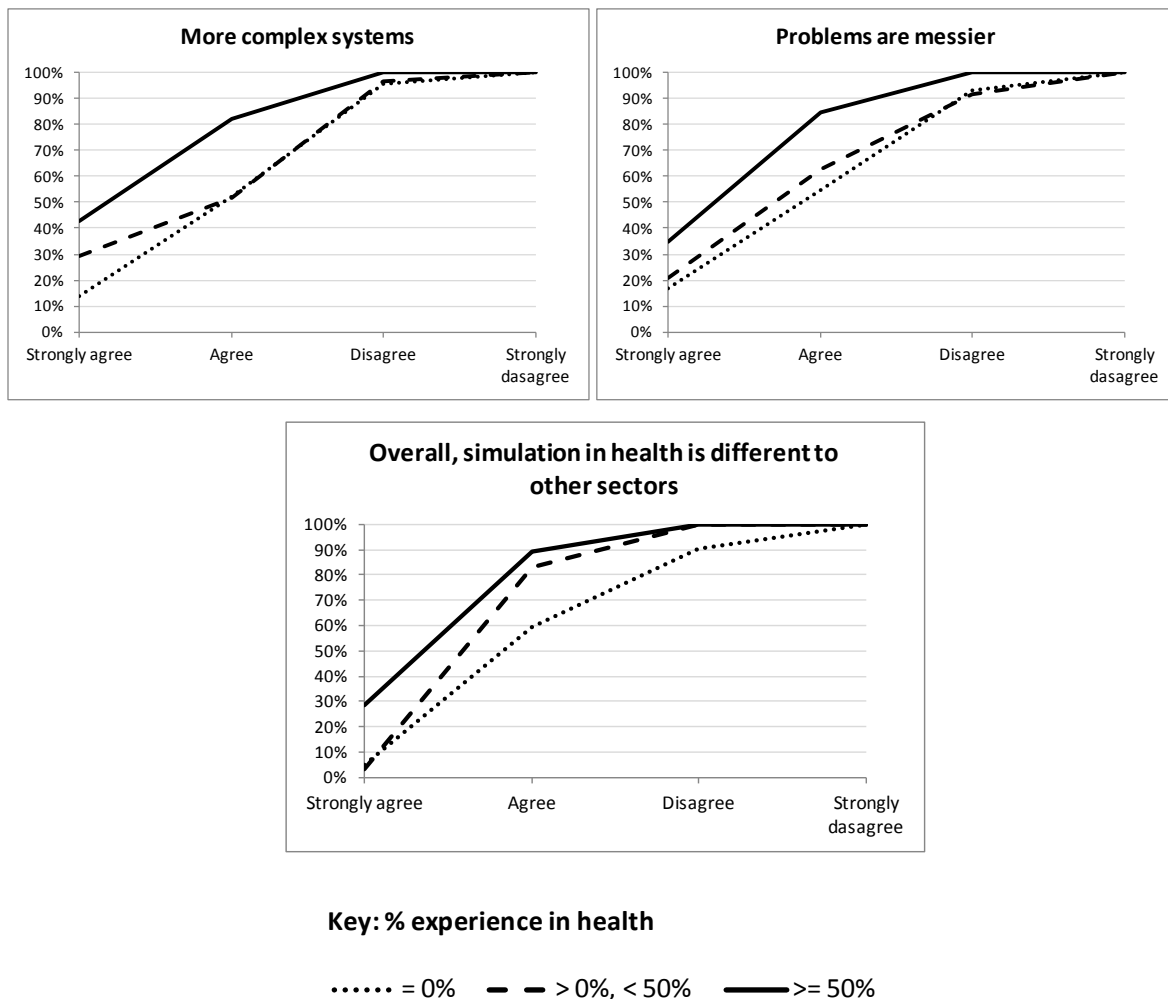 More complex systems
100%
90%
80%
70%
60%
50%
40%
30%
20%
10%
0%
Strongly agree
Agree
Disagree
Strongly
dasagree
Problems are messier
100%
90%
80%
70%
60%
50%
40%
30%
20%
10%
0%
Strongly agree
Agree
Disagree
Strongly
dasagree
Overall, simulation in health is different to
other sectors
100%
90%
80%
70%
60%
50%
40%
30%
20%
10%
0%
Strongly agree
Agree
Disagree
Strongly
dasagree
Key: % experience in health
= 0% > 0%, < 50% >= 50%